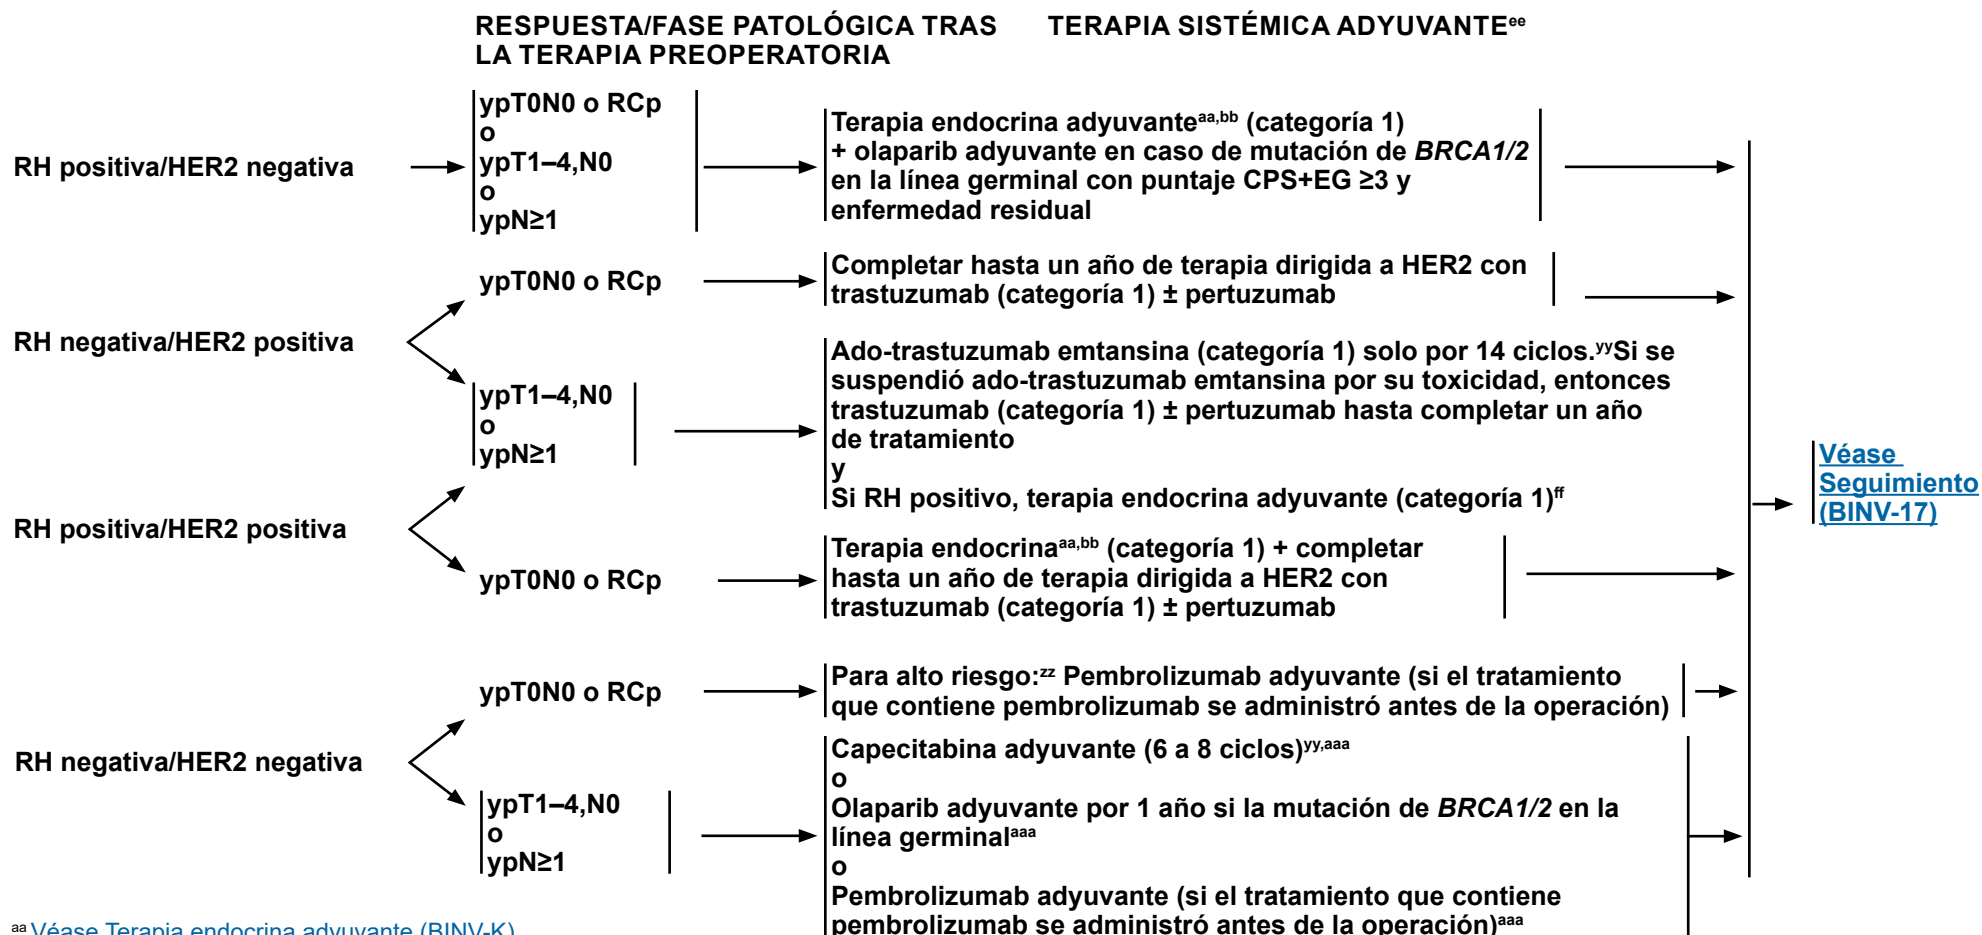 RESPUESTA/FASE PATOLÓGICA TRAS
LA TERAPIA PREOPERATORIA
TERAPIA SISTÉMICA ADYUVANTEee
RH positiva/HER2 negativa
ypT0N0 o RCp
o
ypT1–4,N0
o
ypN≥1
Terapia endocrina adyuvanteaa,bb (categoría 1)
+ olaparib adyuvante en caso de mutación de BRCA1/2
en la línea germinal con puntaje CPS+EG ≥3 y
enfermedad residual
RH negativa/HER2 positiva
ypT0N0 o RCp
Completar hasta un año de terapia dirigida a HER2 con
trastuzumab (categoría 1) ± pertuzumab
ypT1–4,N0
o
ypN≥1
Ado-trastuzumab emtansina (categoría 1) solo por 14 ciclos.yySi se
suspendió ado-trastuzumab emtansina por su toxicidad, entonces
trastuzumab (categoría 1) ± pertuzumab hasta completar un año
de tratamiento
y
Si RH positivo, terapia endocrina adyuvante (categoría 1)ff
RH positiva/HER2 positiva
ypT0N0 o RCp
Terapia endocrinaaa,bb (categoría 1) + completar
hasta un año de terapia dirigida a HER2 con
trastuzumab (categoría 1) ± pertuzumab
RH negativa/HER2 negativa
ypT0N0 o RCp
Para alto riesgo:zz Pembrolizumab adyuvante (si el tratamiento
que contiene pembrolizumab se administró antes de la operación)
ypT1–4,N0
o
ypN≥1
Capecitabina adyuvante (6 a 8 ciclos)yy,aaa
o
Olaparib adyuvante por 1 año si la mutación de BRCA1/2 en la
línea germinalaaa
o
Pembrolizumab adyuvante (si el tratamiento que contiene
pembrolizumab se administró antes de la operación)aaa
Véase
Seguimiento
(BINV-17)
aa Véase Terapia endocrina adyuvante (BINV-K)